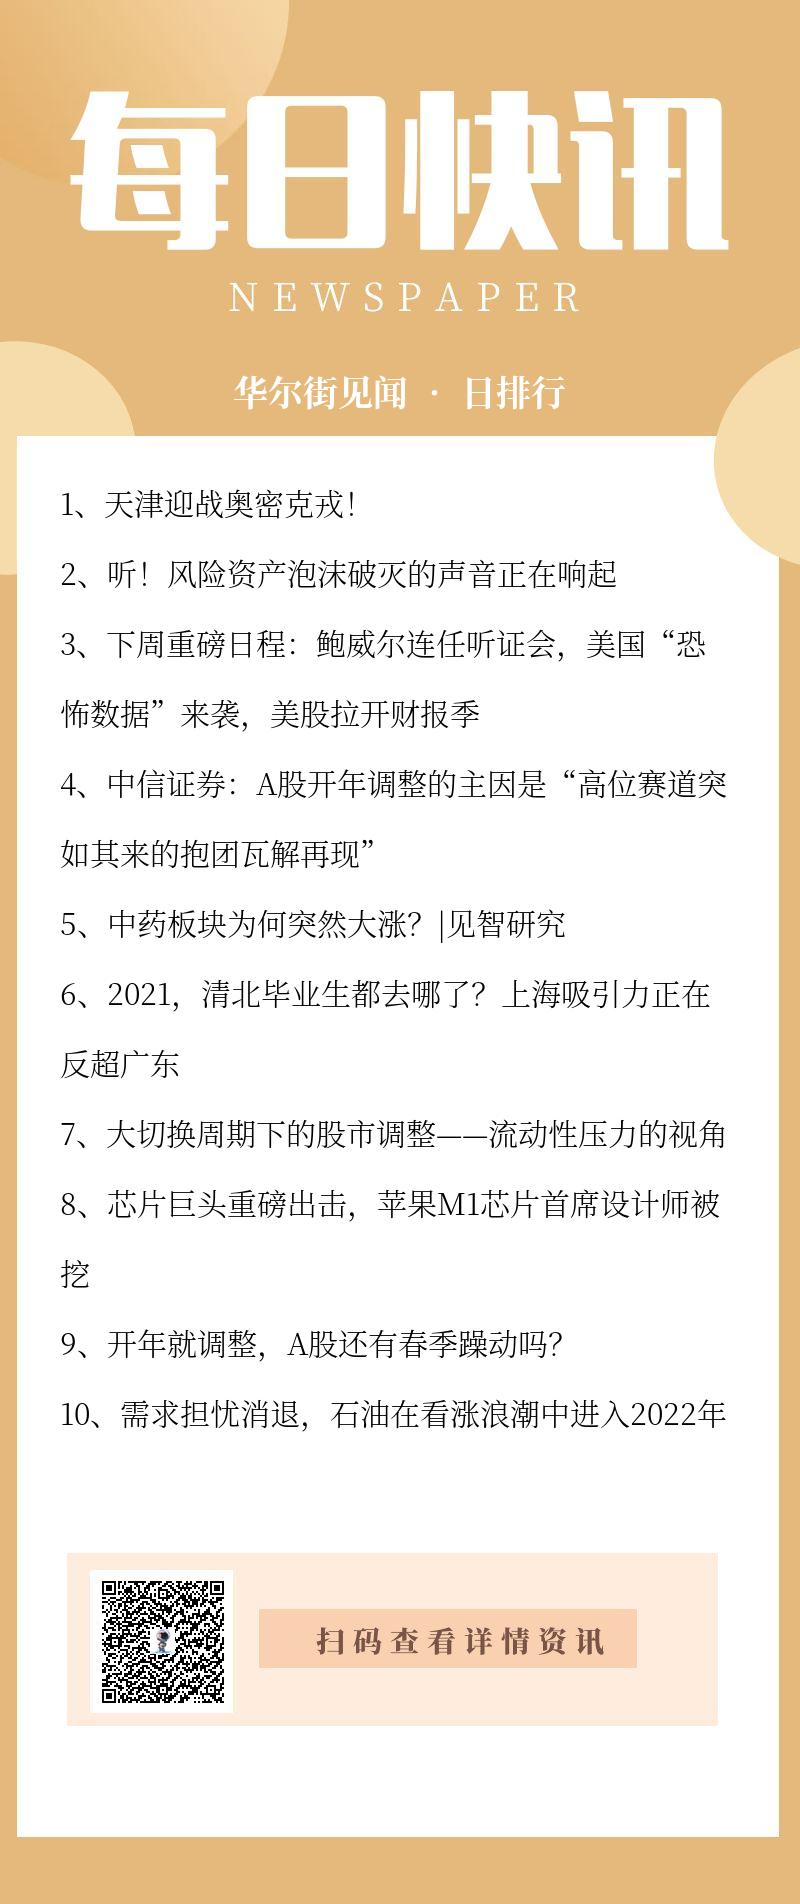 每日快讯
NEWSPAPER
华尔街见闻 · 日排行
1、天津迎战奥密克戎！
2、听！风险资产泡沫破灭的声音正在响起
3、下周重磅日程：鲍威尔连任听证会，美国“恐
怖数据”来袭，美股拉开财报季
4、中信证券：A股开年调整的主因是“高位赛道突
如其来的抱团瓦解再现”
5、中药板块为何突然大涨？|见智研究
6、2021，清北毕业生都去哪了？上海吸引力正在
反超广东
7、大切换周期下的股市调整——流动性压力的视角
8、芯片巨头重磅出击，苹果M1芯片首席设计师被
挖
9、开年就调整，A股还有春季躁动吗？
10、需求担忧消退，石油在看涨浪潮中进入2022年
扫码查看详情资讯